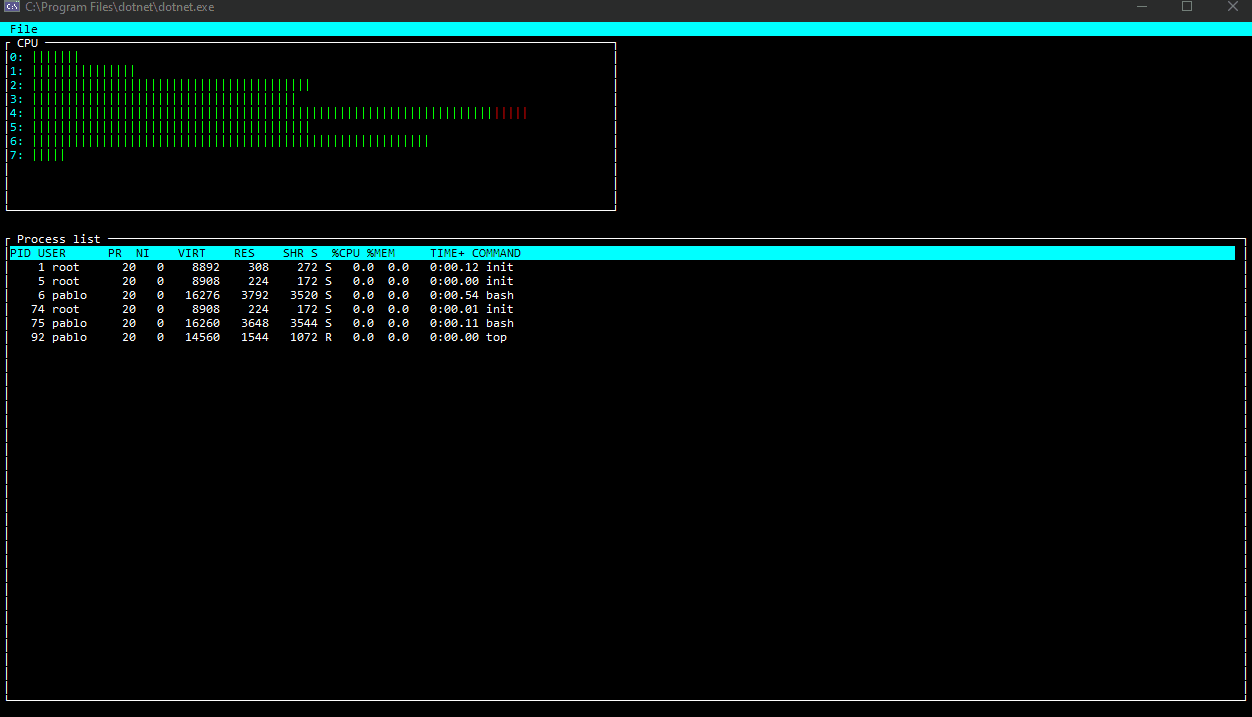 C:\Program Files\dotnet\dotnet.exe
File
CPU
0: |||||||
1: |||||||||||||||
2: ||||||||||||||||||||||||||||||||||||||||
3: ||||||||||||||||||||||||||||||||||||||
4: |||||||||||||||||||||||||||||||||||||||||||||||||||||||||||||||||||||||
5: ||||||||||||||||||||||||||||||||||||||||
6: |||||||||||||||||||||||||||||||||||||||||||||||||||||||||
7: |||||
Process list
PID USER PR NI VIRT RES SHR S %CPU %MEM TIME+ COMMAND
1 root 20 0 8892 308 272 S 0.0 0.0 0:00.12 init
5 root 20 0 8908 224 172 S 0.0 0.0 0:00.00 init
6 pablo 20 0 16276 3792 3520 S 0.0 0.0 0:00.54 bash
74 root 20 0 8908 224 172 S 0.0 0.0 0:00.01 init
75 pablo 20 0 16260 3648 3544 S 0.0 0.0 0:00.11 bash
92 pablo 20 0 14560 1544 1072 R 0.0 0.0 0:00.00 top